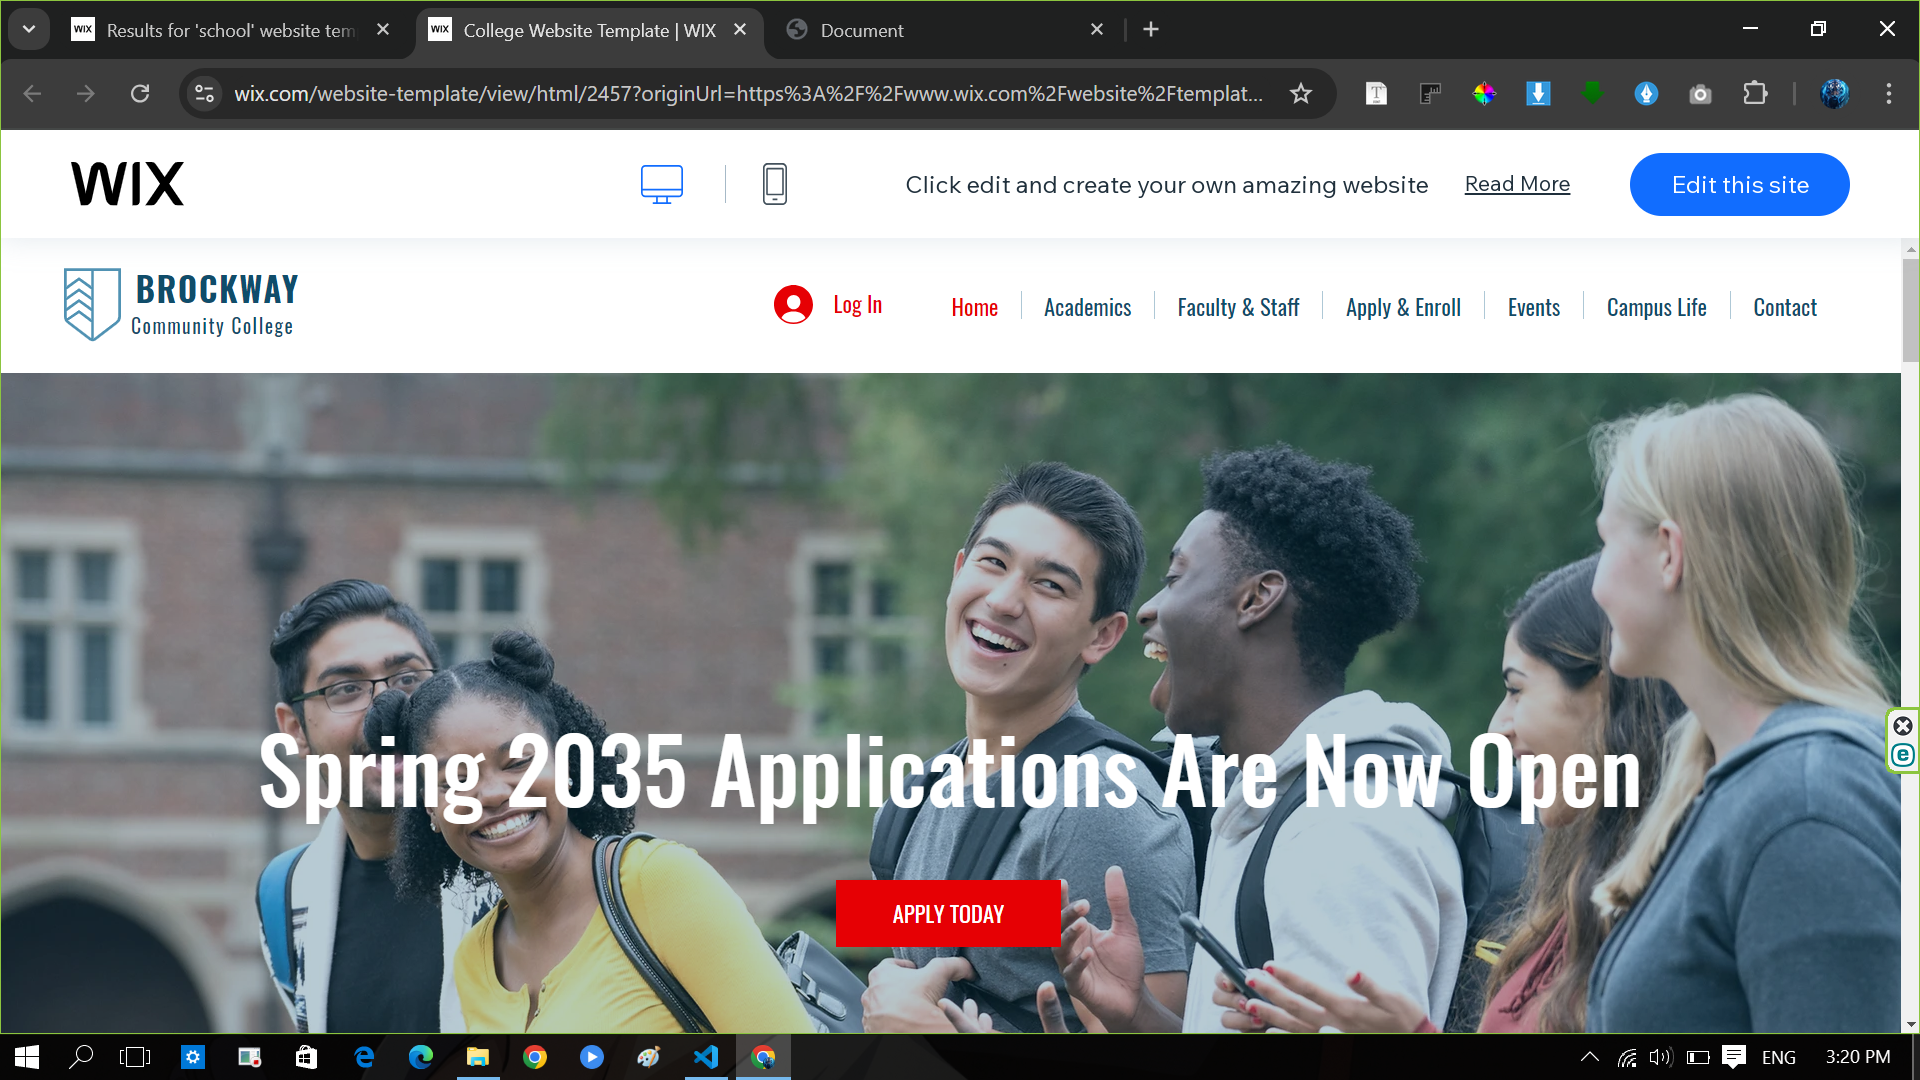 WIX Results for 'school' website tem
WIX College Website Template | WIX
Document
wix.com/website-template/view/html/2457?originUrl=https%3A%2F%2Fwww.wix.com%2Fwebsite%2Ftemplat...
WIX
Click edit and create your own amazing website
Read More
Edit this site
BROCKWAY
Community College
Log In
Home
Academics
Faculty & Staff
Apply & Enroll
Events
Campus Life
Contact
Spring 2035 Applications Are Now Open
APPLY TODAY
ENG
3:20 PM